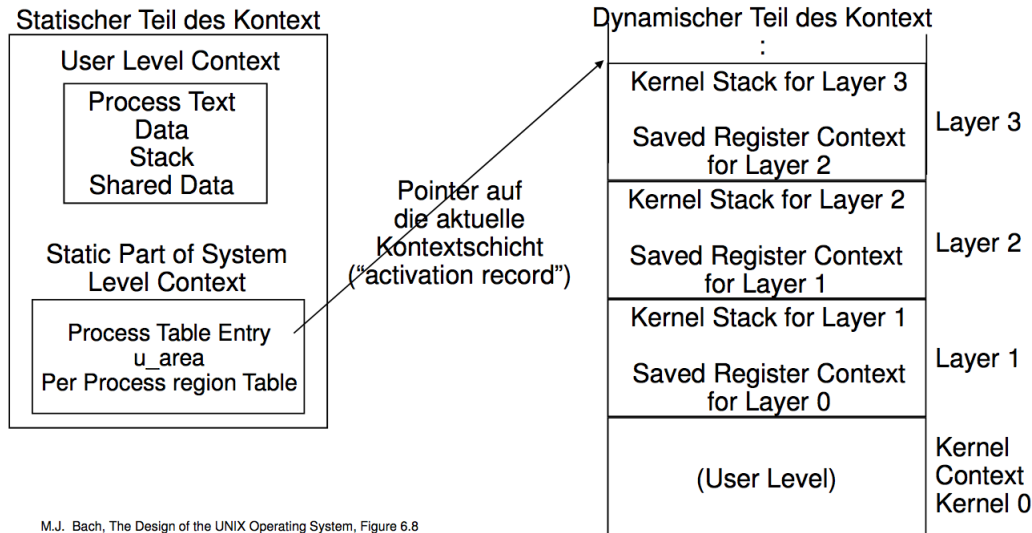 Statischer Teil des Kontext
User Level Context
Process Text
Data
Stack
Shared Data
Static Part of System
Level Context
Process Table Entry
u_area
Per Process region Table
Pointer auf
die aktuelle
Kontextschicht
(“activation record”)
Dynamischer Teil des Kontext
:
Kernel Stack for Layer 3
Saved Register Context
for Layer 2
Layer 3
Kernel Stack for Layer 2
Saved Register Context
for Layer 1
Layer 2
Kernel Stack for Layer 1
Saved Register Context
for Layer 0
Layer 1
(User Level)
Kernel
Context
Kernel 0
M.J. Bach, The Design of the UNIX Operating System, Figure 6.8